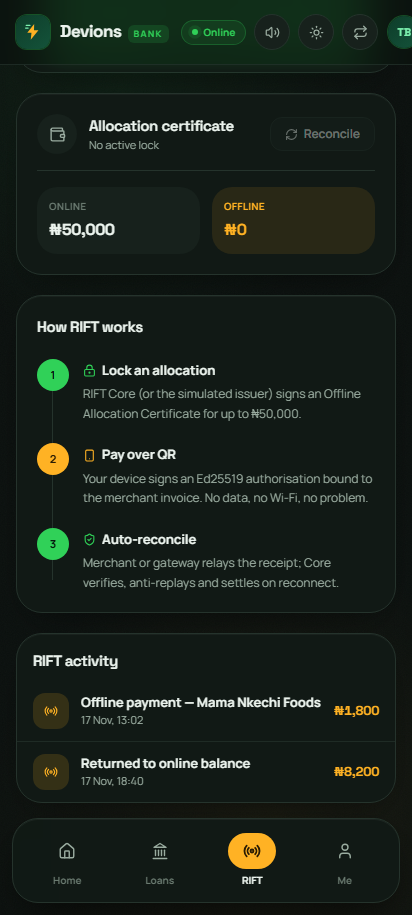 Devions BANK Online TB
Allocation certificate
No active lock
Reconcile
ONLINE
₦50,000
OFFLINE
₦0
How RIFT works
1 Lock an allocation
RIFT Core (or the simulated issuer) signs an Offline
Allocation Certificate for up to ₦50,000.
2 Pay over QR
Your device signs an Ed25519 authorisation bound to
the merchant invoice. No data, no Wi-Fi, no problem.
3 Auto-reconcile
Merchant or gateway relays the receipt; Core
verifies, anti-replays and settles on reconnect.
RIFT activity
Offline payment — Mama Nkechi Foods ₦1,800
17 Nov, 13:02
Returned to online balance ₦8,200
17 Nov, 18:40
Home Loans RIFT Me